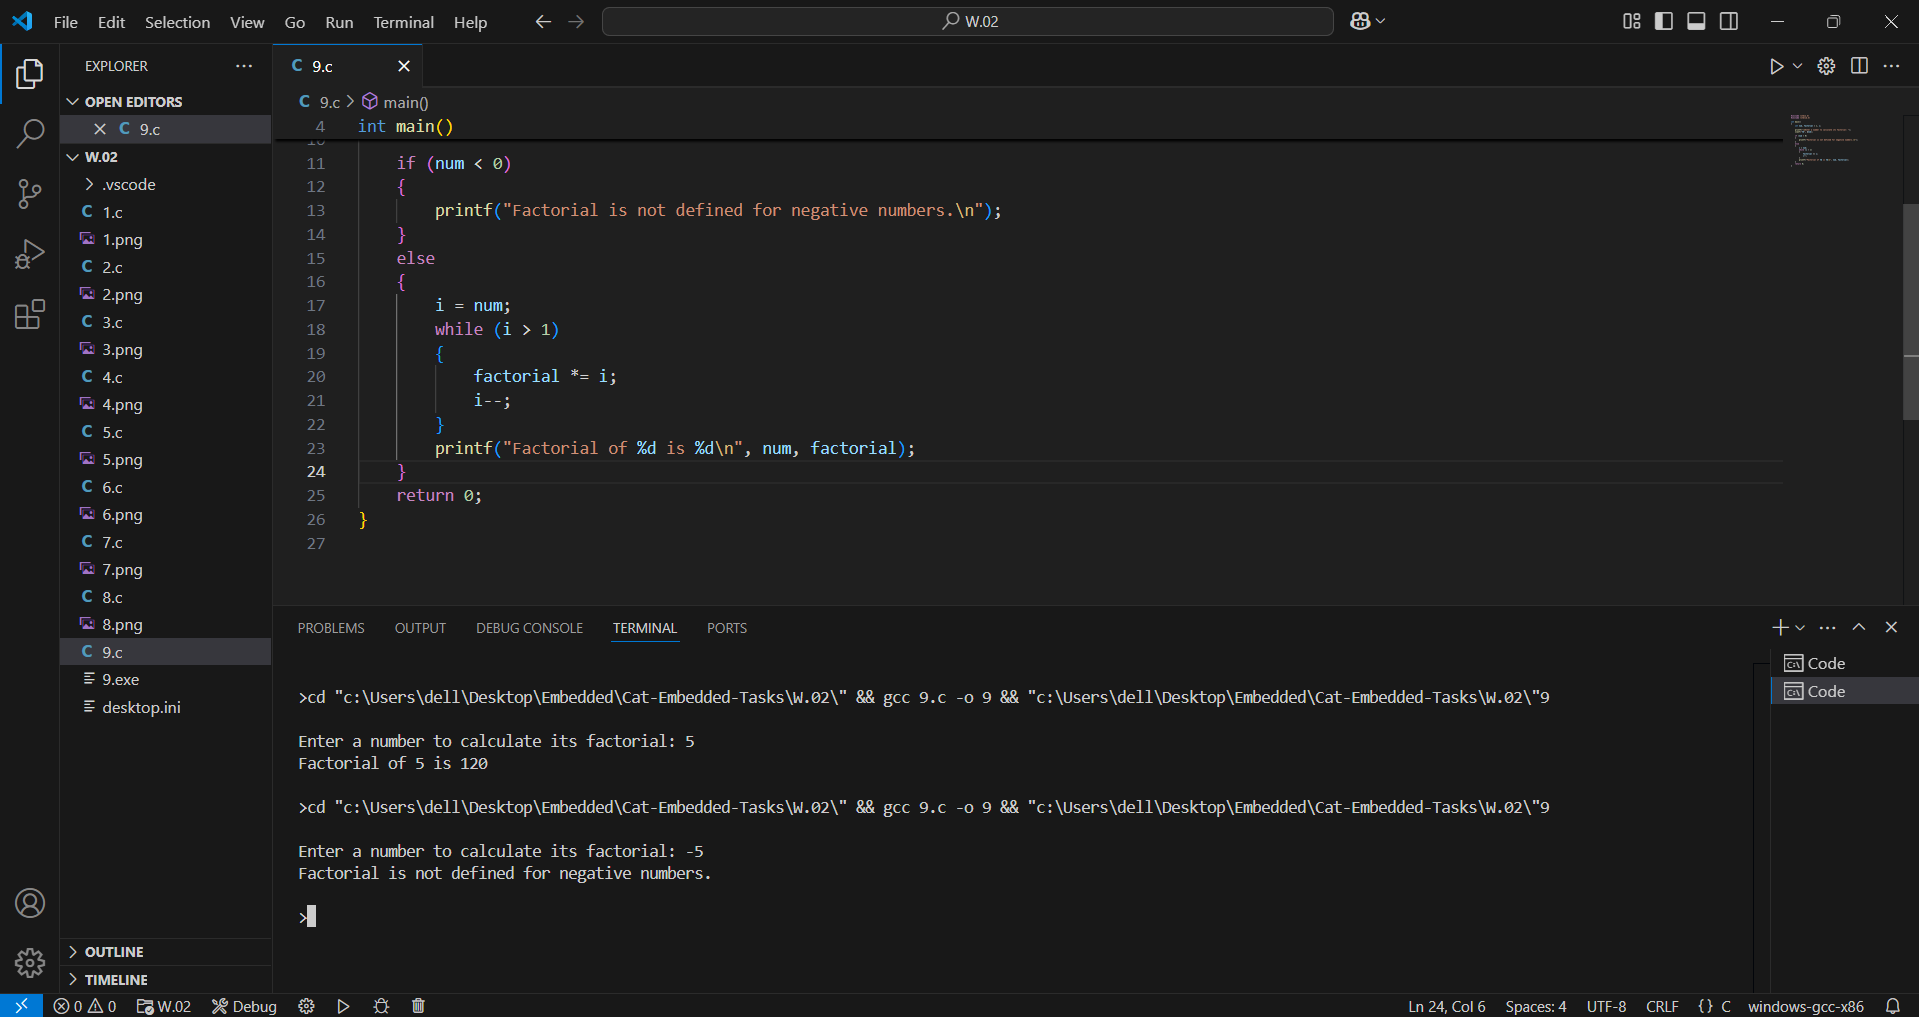 File Edit Selection View Go Run Terminal Help
W.02
EXPLORER
OPEN EDITORS
C 9.c
W.02
.vscode
C 1.c
1.png
C 2.c
2.png
C 3.c
3.png
C 4.c
4.png
C 5.c
5.png
C 6.c
6.png
C 7.c
7.png
C 8.c
8.png
C 9.c
9.exe
desktop.ini
OUTLINE
TIMELINE
C 9.c
C 9.c > main()
4 int main()
10
11 if (num < 0)
12 {
13 printf("Factorial is not defined for negative numbers.\n");
14 }
15 else
16 {
17 i = num;
18 while (i > 1)
19 {
20 factorial *= i;
21 i--;
22 }
23 printf("Factorial of %d is %d\n", num, factorial);
24 }
25 return 0;
26 }
27
PROBLEMS OUTPUT DEBUG CONSOLE TERMINAL PORTS
Code
Code
>cd "c:\Users\dell\Desktop\Embedded\Cat-Embedded-Tasks\W.02\" && gcc 9.c -o 9 && "c:\Users\dell\Desktop\Embedded\Cat-Embedded-Tasks\W.02\"9
Enter a number to calculate its factorial: 5
Factorial of 5 is 120
>cd "c:\Users\dell\Desktop\Embedded\Cat-Embedded-Tasks\W.02\" && gcc 9.c -o 9 && "c:\Users\dell\Desktop\Embedded\Cat-Embedded-Tasks\W.02\"9
Enter a number to calculate its factorial: -5
Factorial is not defined for negative numbers.
>
0 0 W.02 Debug Ln 24, Col 6 Spaces: 4 UTF-8 CRLF {} C windows-gcc-x86